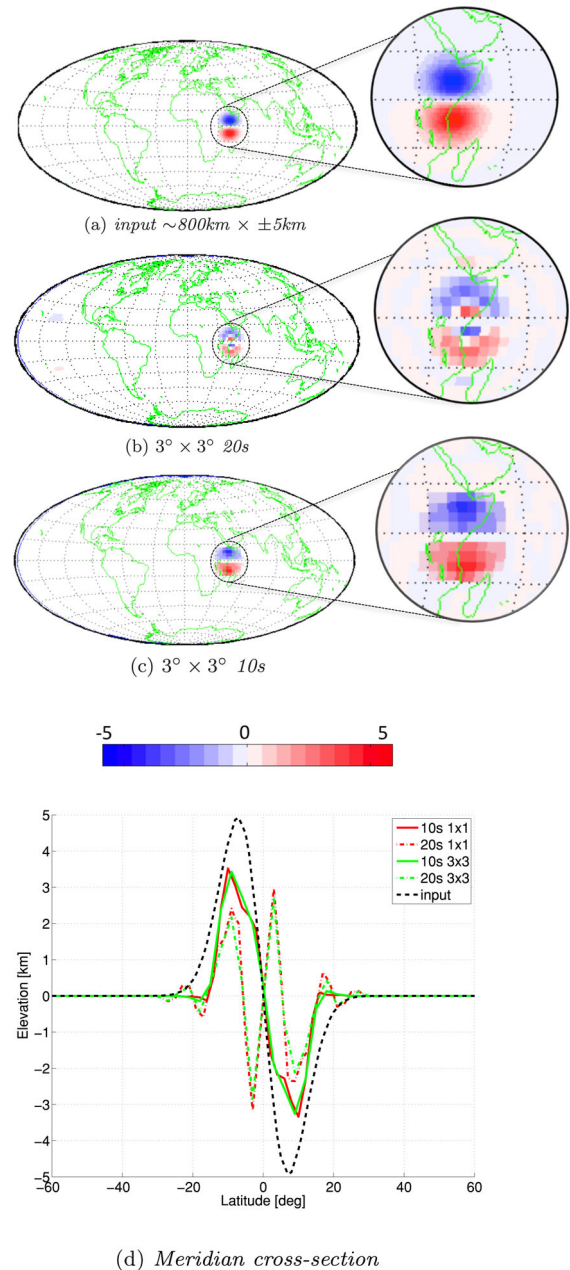 (a) input ~800km × ±5km
(b) 3° × 3° 20s
(c) 3° × 3° 10s
-5 0 5
5
4
3
2
1
0
−1
−2
−3
−4
−5
Elevation [km]
10s 1x1
20s 1x1
10s 3x3
20s 3x3
input
−60 −40 −20 0 20 40 60
Latitude [deg]
(d) Meridian cross-section